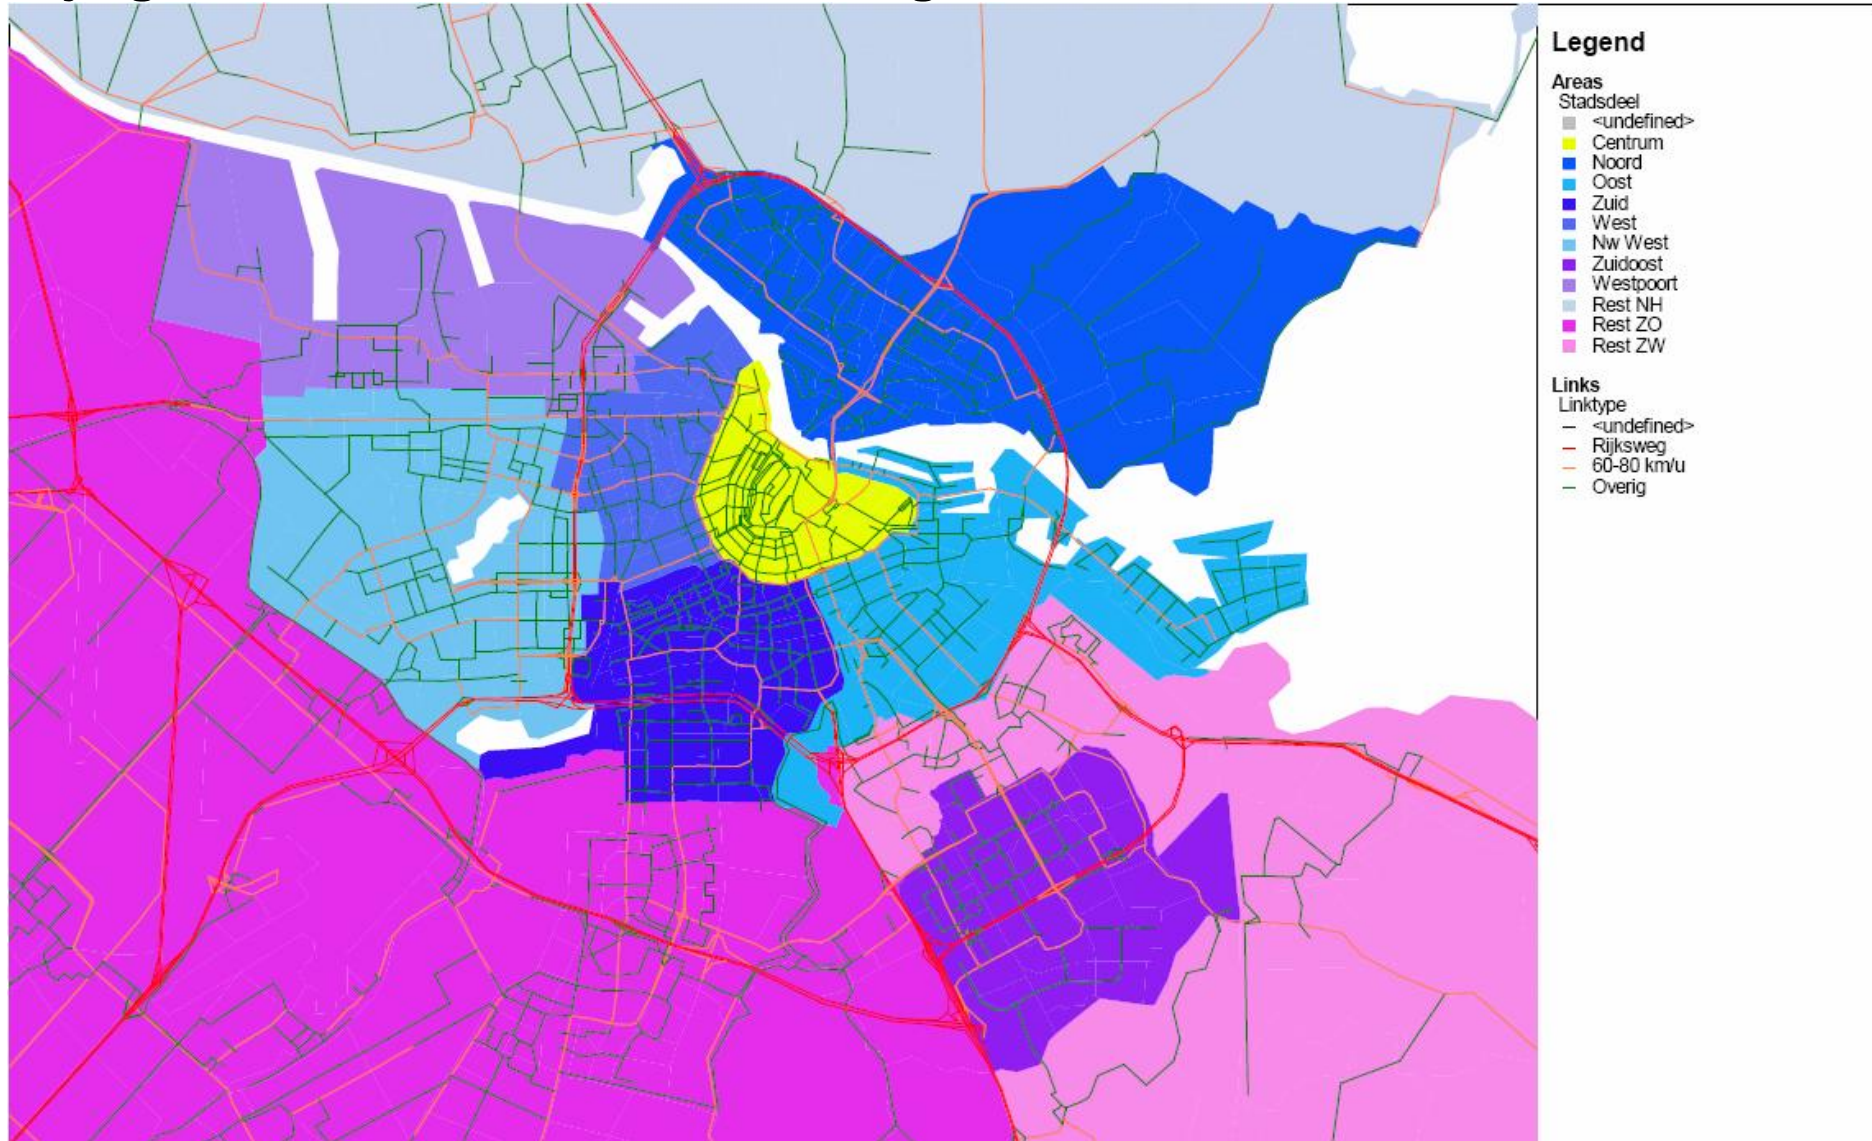 Legend
Areas
Stadsdeel
<undefined>
Centrum
Noord
Oost
Zuid
West
Nw West
Zuidoost
Westpoort
Rest NH
Rest ZO
Rest ZW
Links
Linktype
<undefined>
Rijksweg
60-80 km/u
Overig